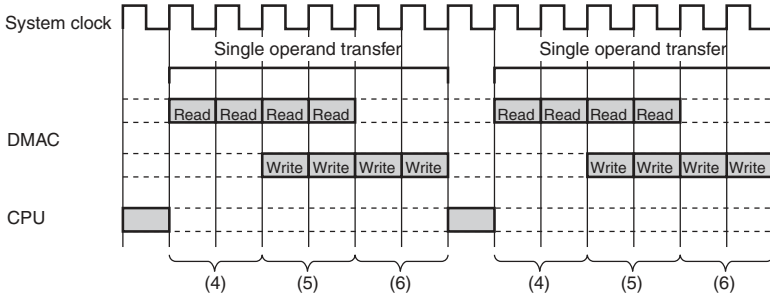 System clock
Single operand transfer Single operand transfer
Read Read Read Read Read Read Read Read
DMAC
Write Write Write Write Write Write Write Write
CPU
(4) (5) (6) (4) (5) (6)